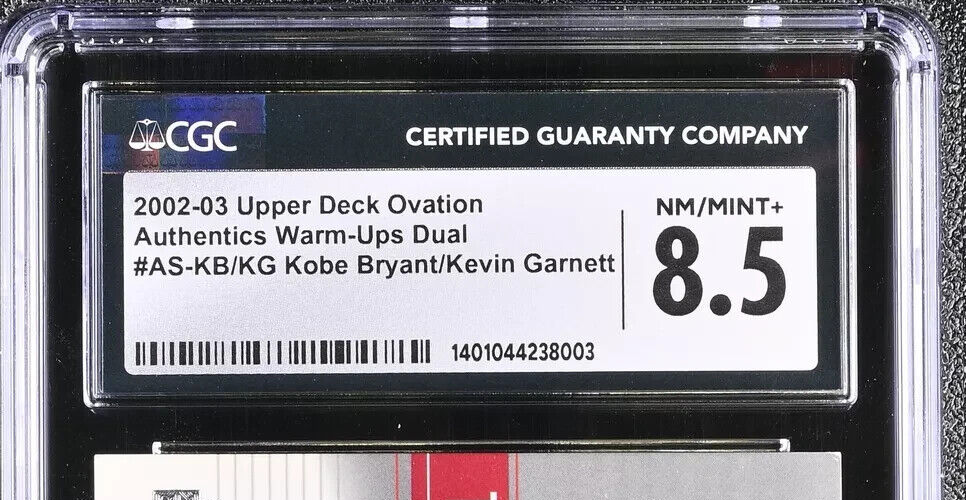 CGC
CERTIFIED GUARANTY COMPANY
2002-03 Upper Deck Ovation
Authentics Warm-Ups Dual
#AS-KB/KG Kobe Bryant/Kevin Garnett
NM/MINT+
8.5
1401044238003